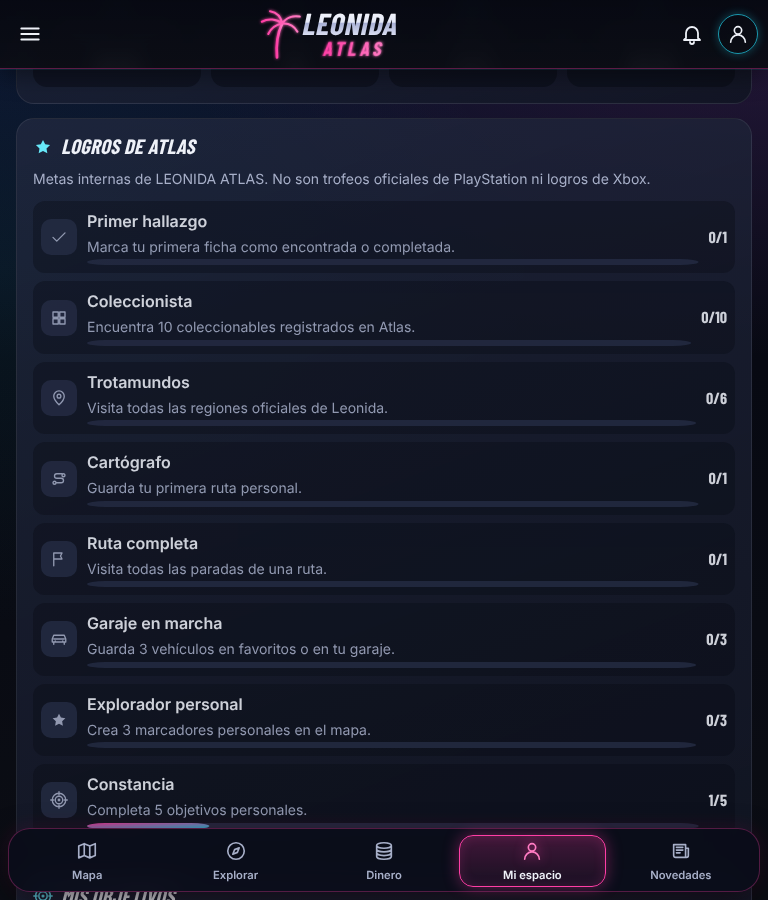 LEONIDA
ATLAS
LOGROS DE ATLAS
Metas internas de LEONIDA ATLAS. No son trofeos oficiales de PlayStation ni logros de Xbox.
Primer hallazgo
Marca tu primera ficha como encontrada o completada.
0/1
Coleccionista
Encuentra 10 coleccionables registrados en Atlas.
0/10
Trotamundos
Visita todas las regiones oficiales de Leonida.
0/6
Cartógrafo
Guarda tu primera ruta personal.
0/1
Ruta completa
Visita todas las paradas de una ruta.
0/1
Garaje en marcha
Guarda 3 vehículos en favoritos o en tu garaje.
0/3
Explorador personal
Crea 3 marcadores personales en el mapa.
0/3
Constancia
Completa 5 objetivos personales.
1/5
Mapa
Explorar
Dinero
Mi espacio
Novedades
MIS OBJETIVOS